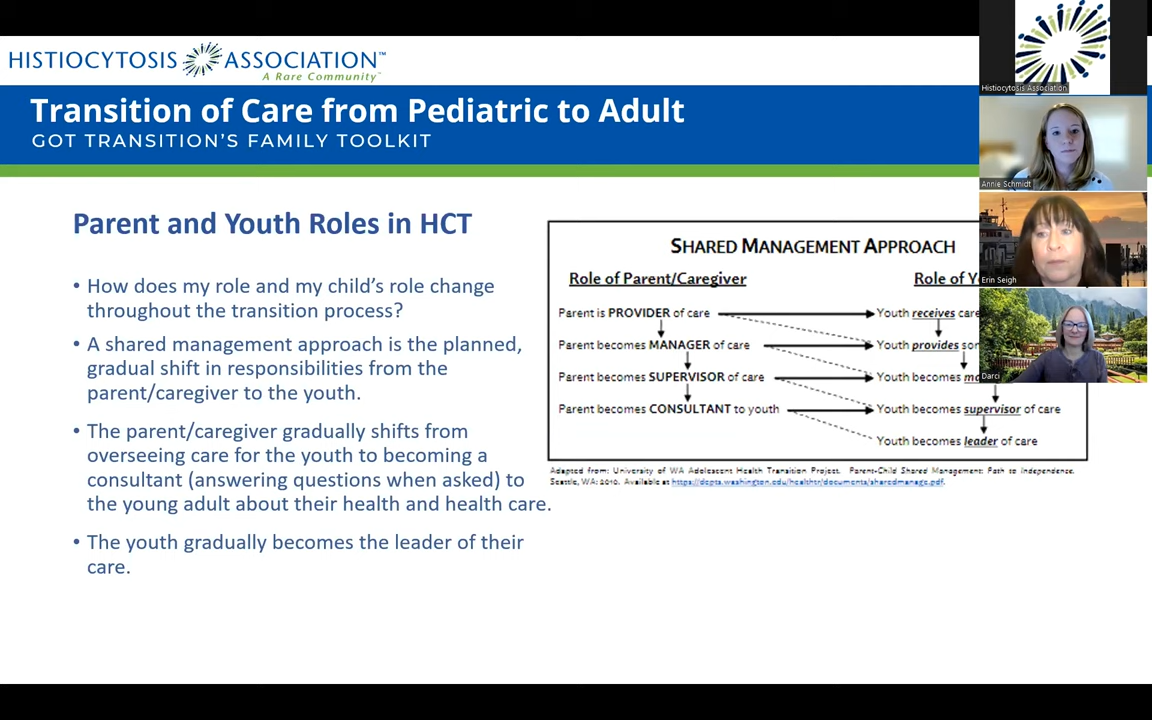 HISTIOCYTOSIS ASSOCIATION™
A Rare Community™
Transition of Care from Pediatric to Adult
GOT TRANSITION'S FAMILY TOOLKIT
Histiocytosis Association
Annie Schmidt
Erin Seigh
Darci
Parent and Youth Roles in HCT
• How does my role and my child's role change
throughout the transition process?
• A shared management approach is the planned,
gradual shift in responsibilities from the
parent/caregiver to the youth.
• The parent/caregiver gradually shifts from
overseeing care for the youth to becoming a
consultant (answering questions when asked) to
the young adult about their health and health care.
• The youth gradually becomes the leader of their
care.
SHARED MANAGEMENT APPROACH
Role of Parent/Caregiver
Role of
Parent is PROVIDER of care
Youth receives care
Parent becomes MANAGER of care
Youth provides
Parent becomes SUPERVISOR of care
Youth becomes
Parent becomes CONSULTANT to youth
Youth becomes supervisor of care
Youth becomes leader of care
Adapted from: University of WA Adolescent Health Transition Project. Parent-Child Shared Management: Path to Independence.
Seattle, WA: 2010. Available at https://depts.washington.edu/healthtr/documents/sharedmanage.pdf.